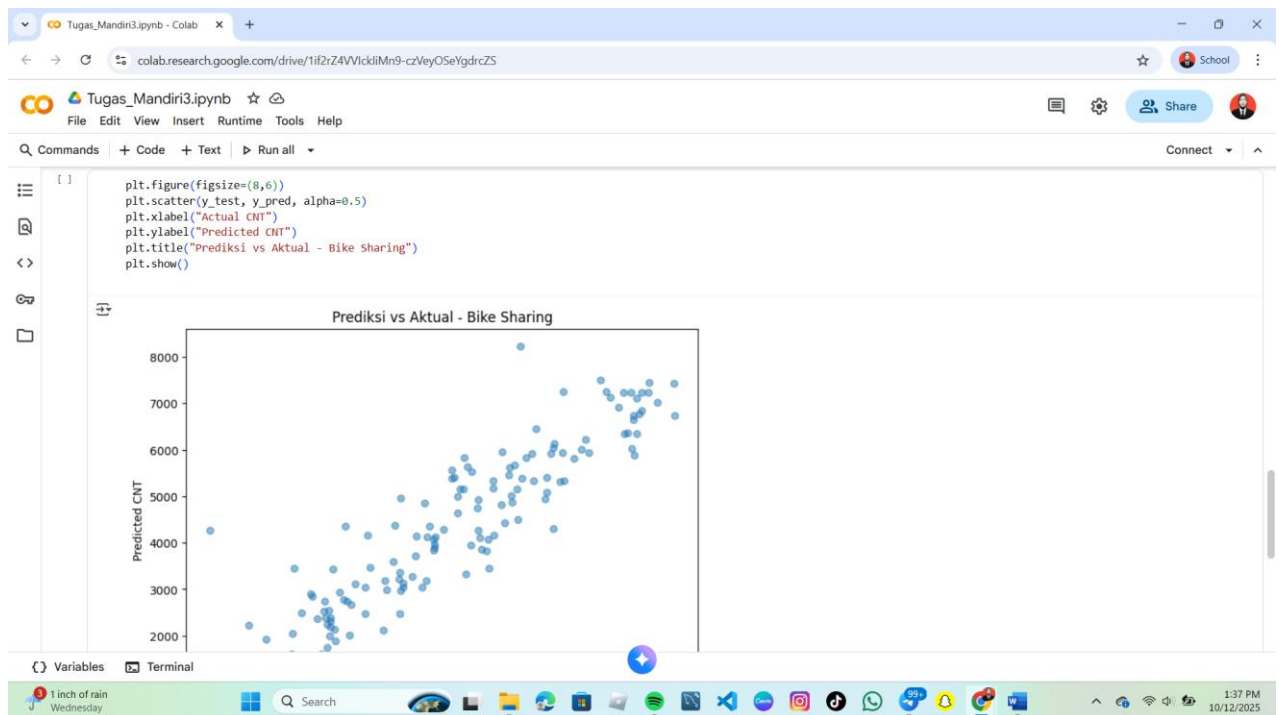 Tugas_Mandiri3.ipynb - Colab
colab.research.google.com/drive/1if2rZ4VVIckIiMn9-czVeyOSeYgdrcZS
School
Tugas_Mandiri3.ipynb
File Edit View Insert Runtime Tools Help
Share
Commands + Code + Text Run all
Connect
[ ]
plt.figure(figsize=(8,6))
plt.scatter(y_test, y_pred, alpha=0.5)
plt.xlabel("Actual CNT")
plt.ylabel("Predicted CNT")
plt.title("Prediksi vs Aktual - Bike Sharing")
plt.show()
Prediksi vs Aktual - Bike Sharing
8000
7000
6000
5000
4000
3000
2000
Predicted CNT
Variables Terminal
3
1 inch of rain
Wednesday
Search
99+
1:37 PM
10/12/2025